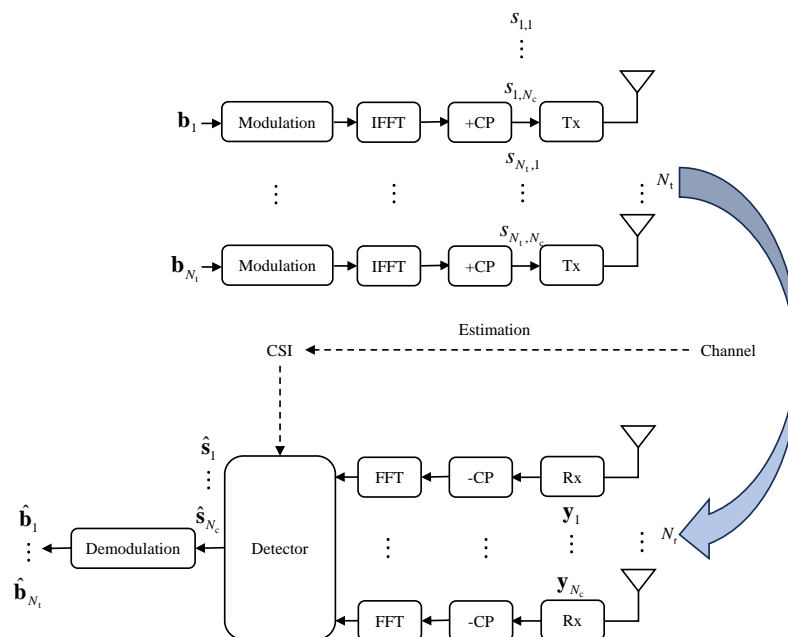 s_{1,1}
⋮
s_{1,N_c}
b_1 Modulation IFFT +CP Tx
s_{N_t,1}
⋮ ⋮ ⋮ ⋮ N_t
s_{N_t,N_c}
b_{N_t} Modulation IFFT +CP Tx
Estimation
CSI Channel
ŝ_1
⋮
FFT -CP Rx
y_1
b̂_1 ŝ_{N_c}
⋮ Demodulation Detector ⋮ ⋮ ⋮ ⋮ N_r
b̂_{N_t}
y_{N_c}
FFT -CP Rx